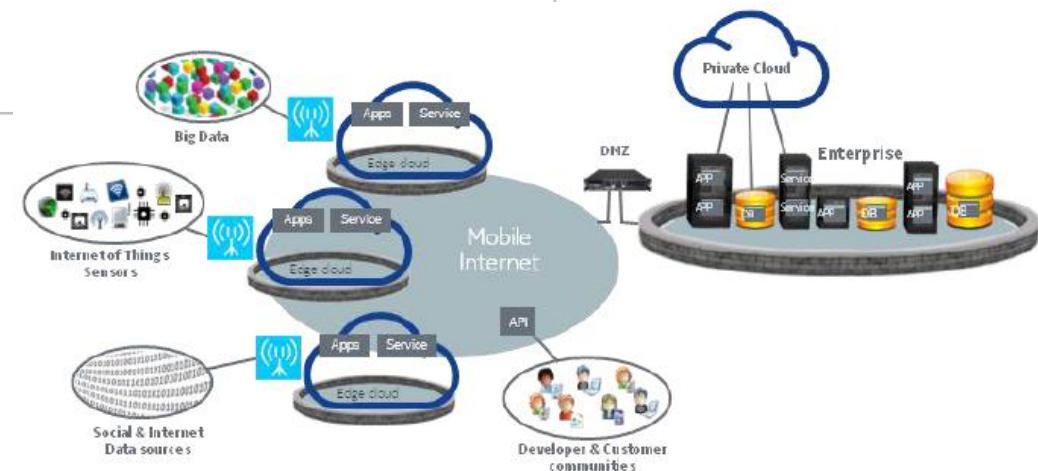 Private Cloud
Apps Service
Big Data
Edge cloud
DMZ
Enterprise
APP
Service
APP
APP
DB
Service
APP
DB
APP
DB
Apps Service
Mobile
Internet
Internet of Things
Sensors
Edge cloud
API
Apps Service
Edge cloud
Social & Internet
Data sources
Developer & Customer
communities